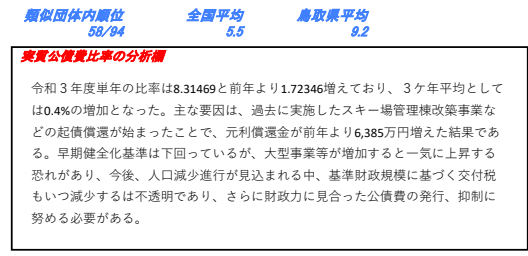 類似団体内順位 全国平均 鳥取県平均
58/94 5.5 9.2
実質公債費比率の分析欄
令和３年度単年の比率は8.31469と前年より1.72346増えており、３ケ年平均として
は0.4%の増加となった。主な要因は、過去に実施したスキー場管理棟改築事業な
どの起債償還が始まったことで、元利償還金が前年より6,385万円増えた結果であ
る。早期健全化基準は下回っているが、大型事業等が増加すると一気に上昇する
恐れがあり、今後、人口減少進行が見込まれる中、基準財政規模に基づく交付税
もいつ減少するは不透明であり、さらに財政力に見合った公債費の発行、抑制に
努める必要がある。